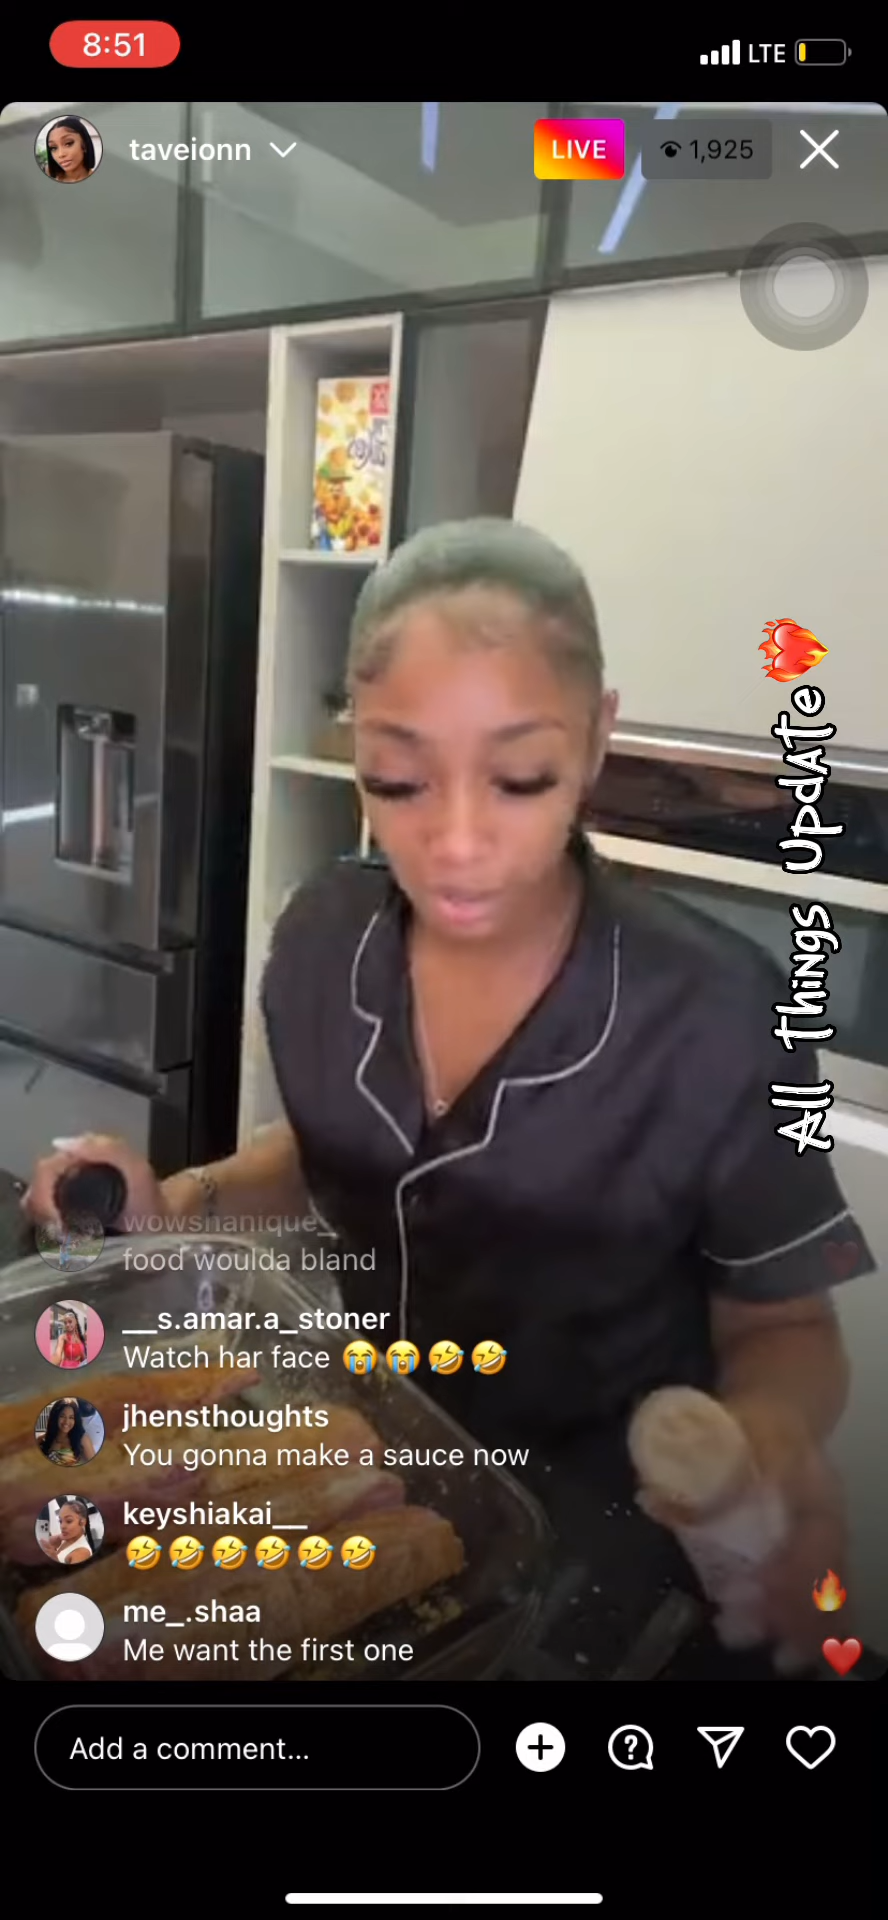 8:51
LTE
taveionn
LIVE
1,925
All Things Update
wowshanique_
food woulda bland
__s.amar.a_stoner
Watch har face 😭😭🤣🤣
jhensthoughts
You gonna make a sauce now
keyshiakai__
🤣🤣🤣🤣🤣🤣
me_.shaa
Me want the first one
Add a comment...